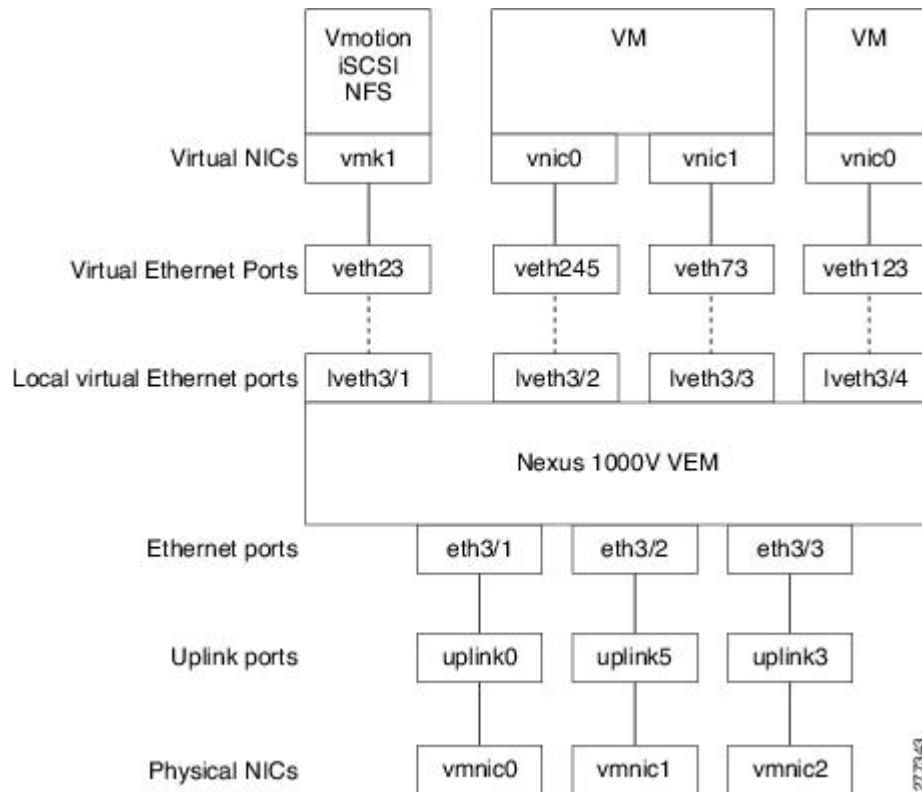 Vmotion
iSCSI
NFS
VM
VM
Virtual NICs
vmk1
vnic0
vnic1
vnic0
Virtual Ethernet Ports
veth23
veth245
veth73
veth123
Local virtual Ethernet ports
lveth3/1
lveth3/2
lveth3/3
lveth3/4
Nexus 1000V VEM
Ethernet ports
eth3/1
eth3/2
eth3/3
Uplink ports
uplink0
uplink5
uplink3
Physical NICs
vmnic0
vmnic1
vmnic2
277343